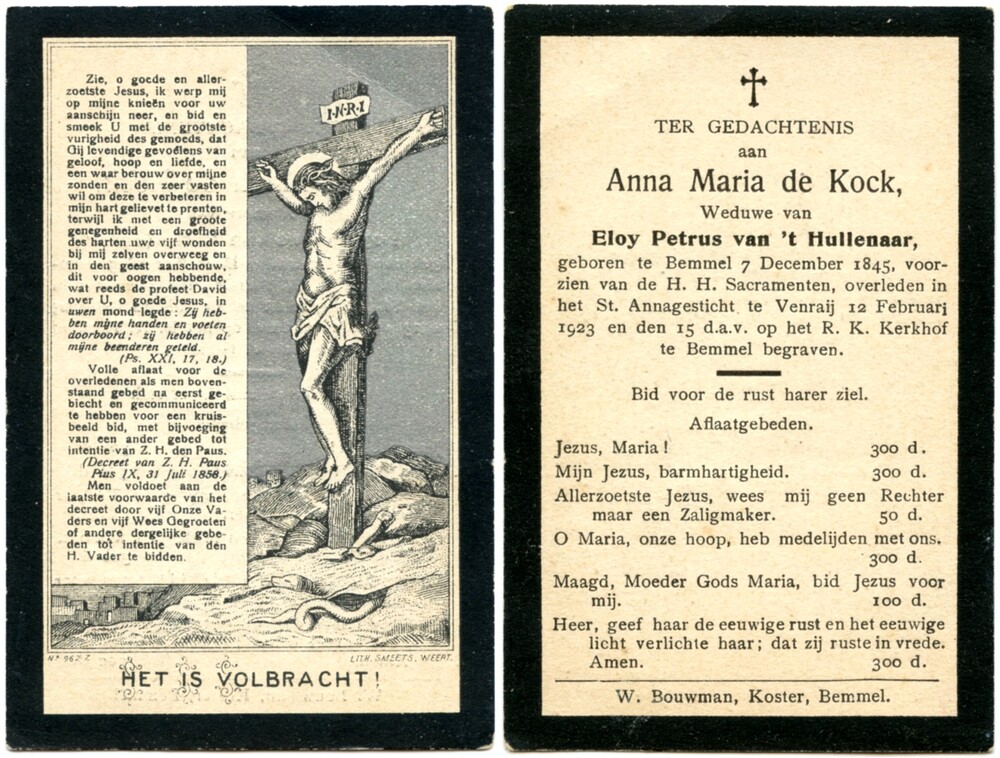 Zie, o goede en aller-
zoetste Jesus, ik werp mij
op mijne knieën voor uw
aanschijn neer, en bid en
smeek U met de grootste
vurigheid des gemoeds, dat
Gij levendige gevoelens van
geloof, hoop en liefde, en
een waar berouw over mijne
zonden en den zeer vasten
wil om deze te verbeteren in
mijn hart gelievet te prenten,
terwijl ik met een groote
genegenheid en droefheid
des harten uwe vijf wonden
bij mij zelven overweeg en
in den geest aanschouw,
dit voor oogen hebbende,
wat reeds de profeet David
over U, o goede Jesus, in
uwen mond legde: Zij heb-
ben mijne handen en voeten
doorboord; zij hebben al
mijne beenderen geteld.
(Ps. XXI, 17, 18.)
Volle aflaat voor de
overledenen als men boven-
staand gebed na eerst ge-
biecht en gecommuniceerd
te hebben voor een kruis-
beeld bid, met bijvoeging
van een ander gebed tot
intentie van Z. H. den Paus.
(Decreet van Z. H. Paus
Pius IX, 31 Juli 1858.)
Men voldoet aan de
laatste voorwaarde van het
decreet door vijf Onze Va-
ders en vijf Wees Gegroeten
of andere dergelijke gebe-
den tot intentie van den
H. Vader te bidden.
I·N·R·I
No 962 Z
LITH. SMEETS, WEERT.
HET IS VOLBRACHT!
TER GEDACHTENIS
aan
Anna Maria de Kock,
Weduwe van
Eloy Petrus van 't Hullenaar,
geboren te Bemmel 7 December 1845, voor-
zien van de H. H. Sacramenten, overleden in
het St. Annagesticht te Venraij 12 Februari
1923 en den 15 d.a.v. op het R. K. Kerkhof
te Bemmel begraven.
Bid voor de rust harer ziel.
Aflaatgebeden.
Jezus, Maria! 300 d.
Mijn Jezus, barmhartigheid. 300 d.
Allerzoetste Jezus, wees mij geen Rechter
maar een Zaligmaker. 50 d.
O Maria, onze hoop, heb medelijden met ons.
300 d.
Maagd, Moeder Gods Maria, bid Jezus voor
mij. 100 d.
Heer, geef haar de eeuwige rust en het eeuwige
licht verlichte haar; dat zij ruste in vrede.
Amen. 300 d.
W. Bouwman, Koster, Bemmel.